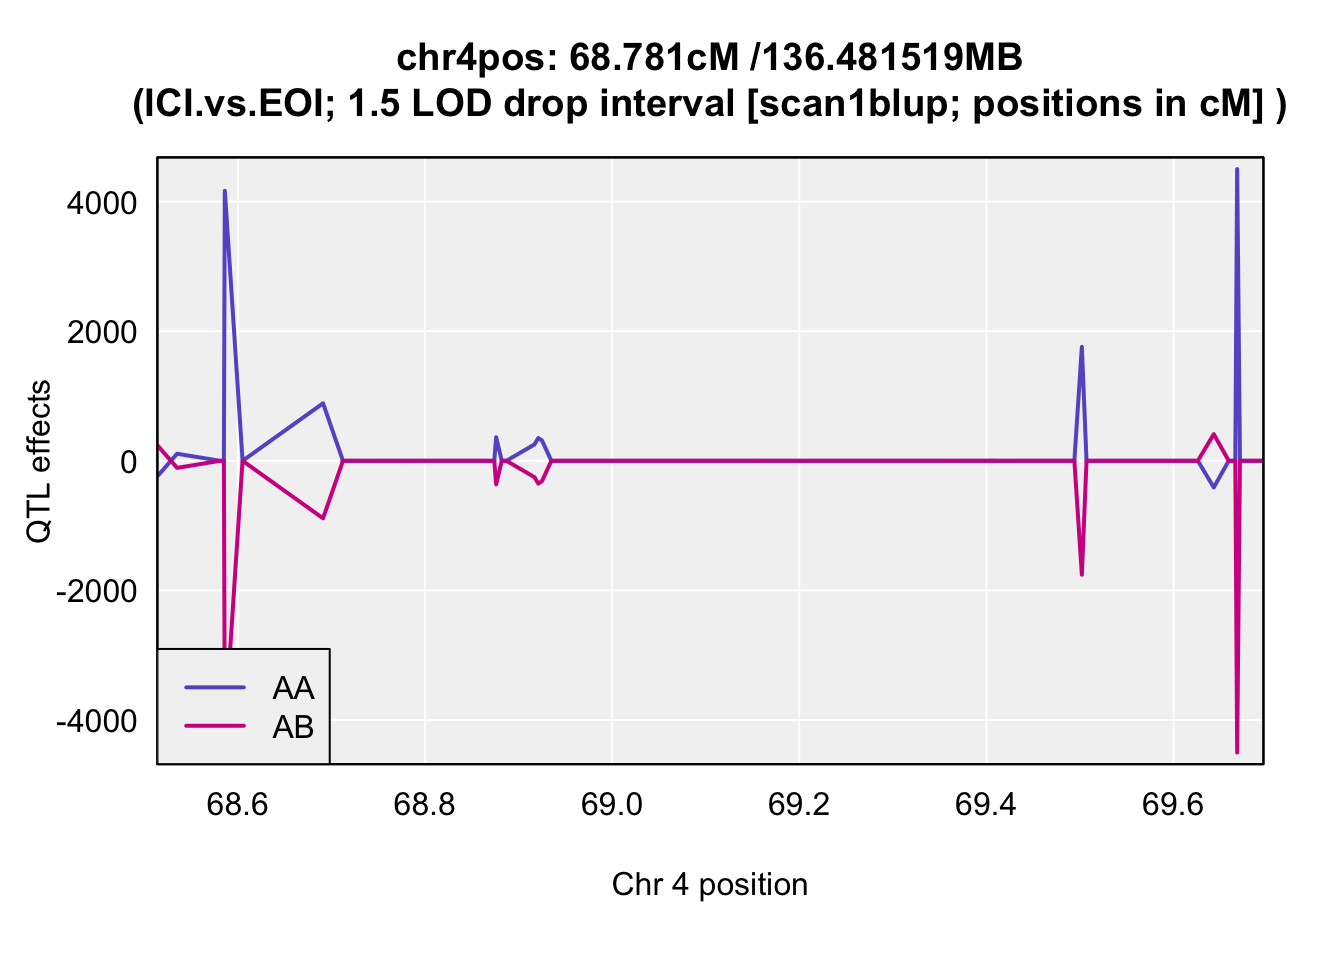 chr4pos: 68.781cM /136.481519MB
(ICI.vs.EOI; 1.5 LOD drop interval [scan1blup; positions in cM] )
QTL effects
4000
2000
0
-2000
-4000
AA
AB
68.6 68.8 69.0 69.2 69.4 69.6
Chr 4 position